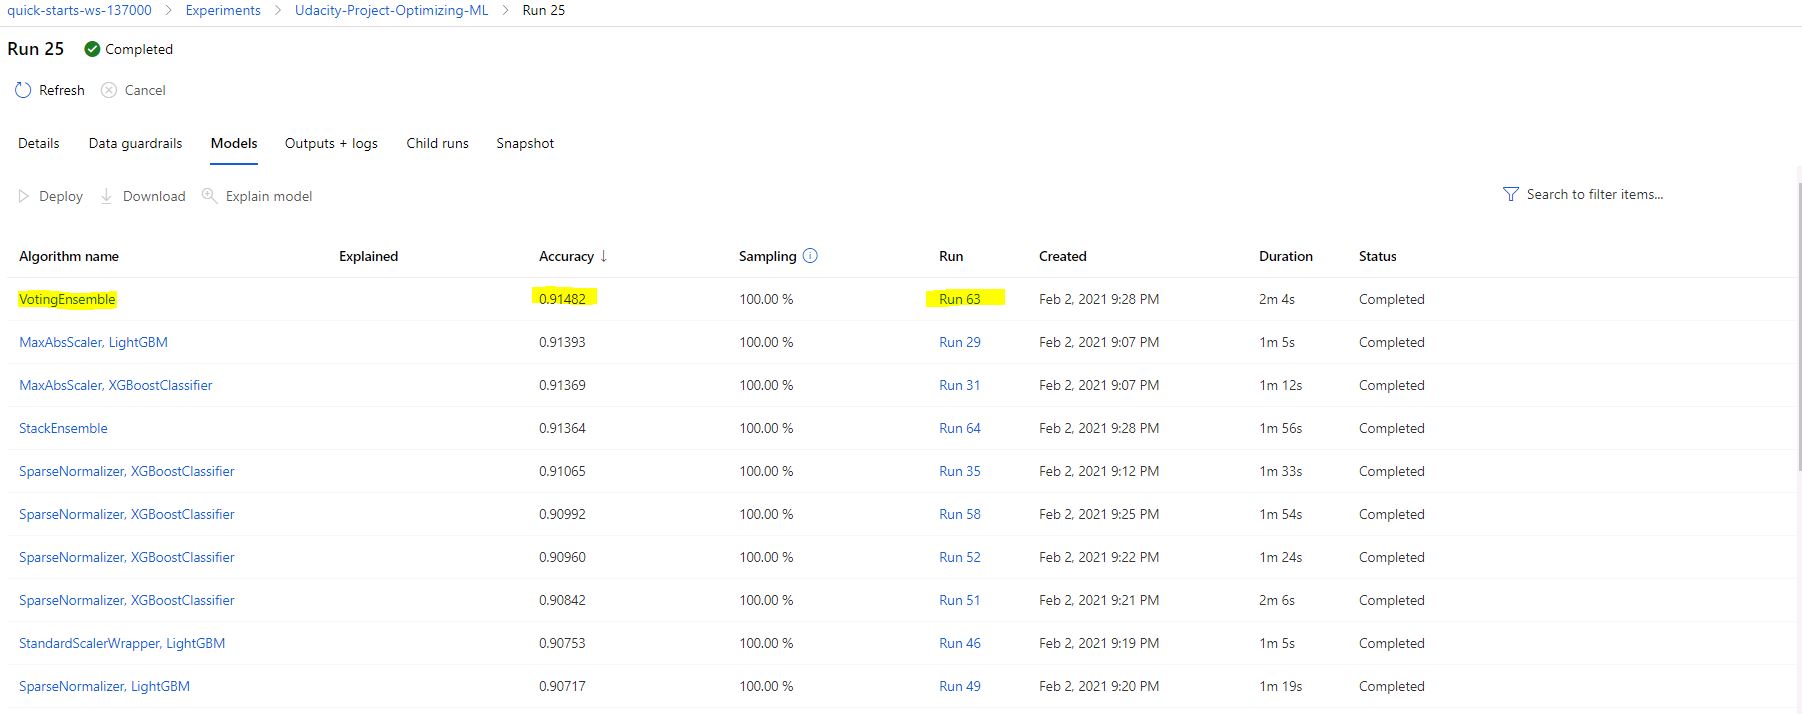 quick-starts-ws-137000 > Experiments > Udacity-Project-Optimizing-ML > Run 25
Run 25 Completed
Refresh Cancel
Details Data guardrails Models Outputs + logs Child runs Snapshot
Deploy Download Explain model Search to filter items...
Algorithm name Explained Accuracy ↓ Sampling Run Created Duration Status
VotingEnsemble 0.91482 100.00 % Run 63 Feb 2, 2021 9:28 PM 2m 4s Completed
MaxAbsScaler, LightGBM 0.91393 100.00 % Run 29 Feb 2, 2021 9:07 PM 1m 5s Completed
MaxAbsScaler, XGBoostClassifier 0.91369 100.00 % Run 31 Feb 2, 2021 9:07 PM 1m 12s Completed
StackEnsemble 0.91364 100.00 % Run 64 Feb 2, 2021 9:28 PM 1m 56s Completed
SparseNormalizer, XGBoostClassifier 0.91065 100.00 % Run 35 Feb 2, 2021 9:12 PM 1m 33s Completed
SparseNormalizer, XGBoostClassifier 0.90992 100.00 % Run 58 Feb 2, 2021 9:25 PM 1m 54s Completed
SparseNormalizer, XGBoostClassifier 0.90960 100.00 % Run 52 Feb 2, 2021 9:22 PM 1m 24s Completed
SparseNormalizer, XGBoostClassifier 0.90842 100.00 % Run 51 Feb 2, 2021 9:21 PM 2m 6s Completed
StandardScalerWrapper, LightGBM 0.90753 100.00 % Run 46 Feb 2, 2021 9:19 PM 1m 5s Completed
SparseNormalizer, LightGBM 0.90717 100.00 % Run 49 Feb 2, 2021 9:20 PM 1m 19s Completed